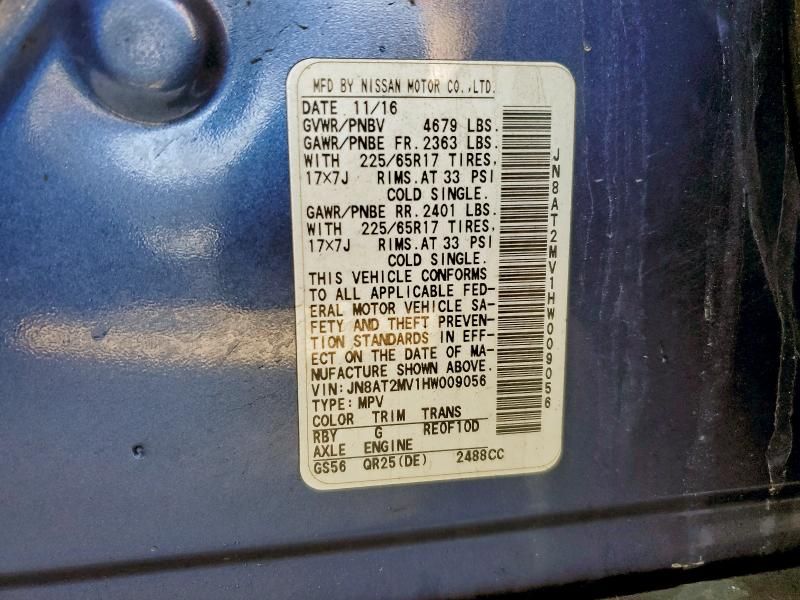 MFD BY NISSAN MOTOR CO.,LTD.
DATE 11/16
GVWR/PNBV 4679 LBS.
GAWR/PNBE FR. 2363 LBS.
WITH 225/65R17 TIRES,
17×7J RIMS. AT 33 PSI
COLD SINGLE.
GAWR/PNBE RR. 2401 LBS.
WITH 225/65R17 TIRES,
17×7J RIMS. AT 33 PSI
COLD SINGLE.
THIS VEHICLE CONFORMS
TO ALL APPLICABLE FED-
ERAL MOTOR VEHICLE SA-
FETY AND THEFT PREVEN-
TION STANDARDS IN EFF-
ECT ON THE DATE OF MA-
NUFACTURE SHOWN ABOVE.
VIN: JN8AT2MV1HW009056
TYPE: MPV
COLOR TRIM TRANS
RBY G RE0F10D
AXLE ENGINE
GS56 QR25(DE) 2488CC
JN8AT2MV1HW009056